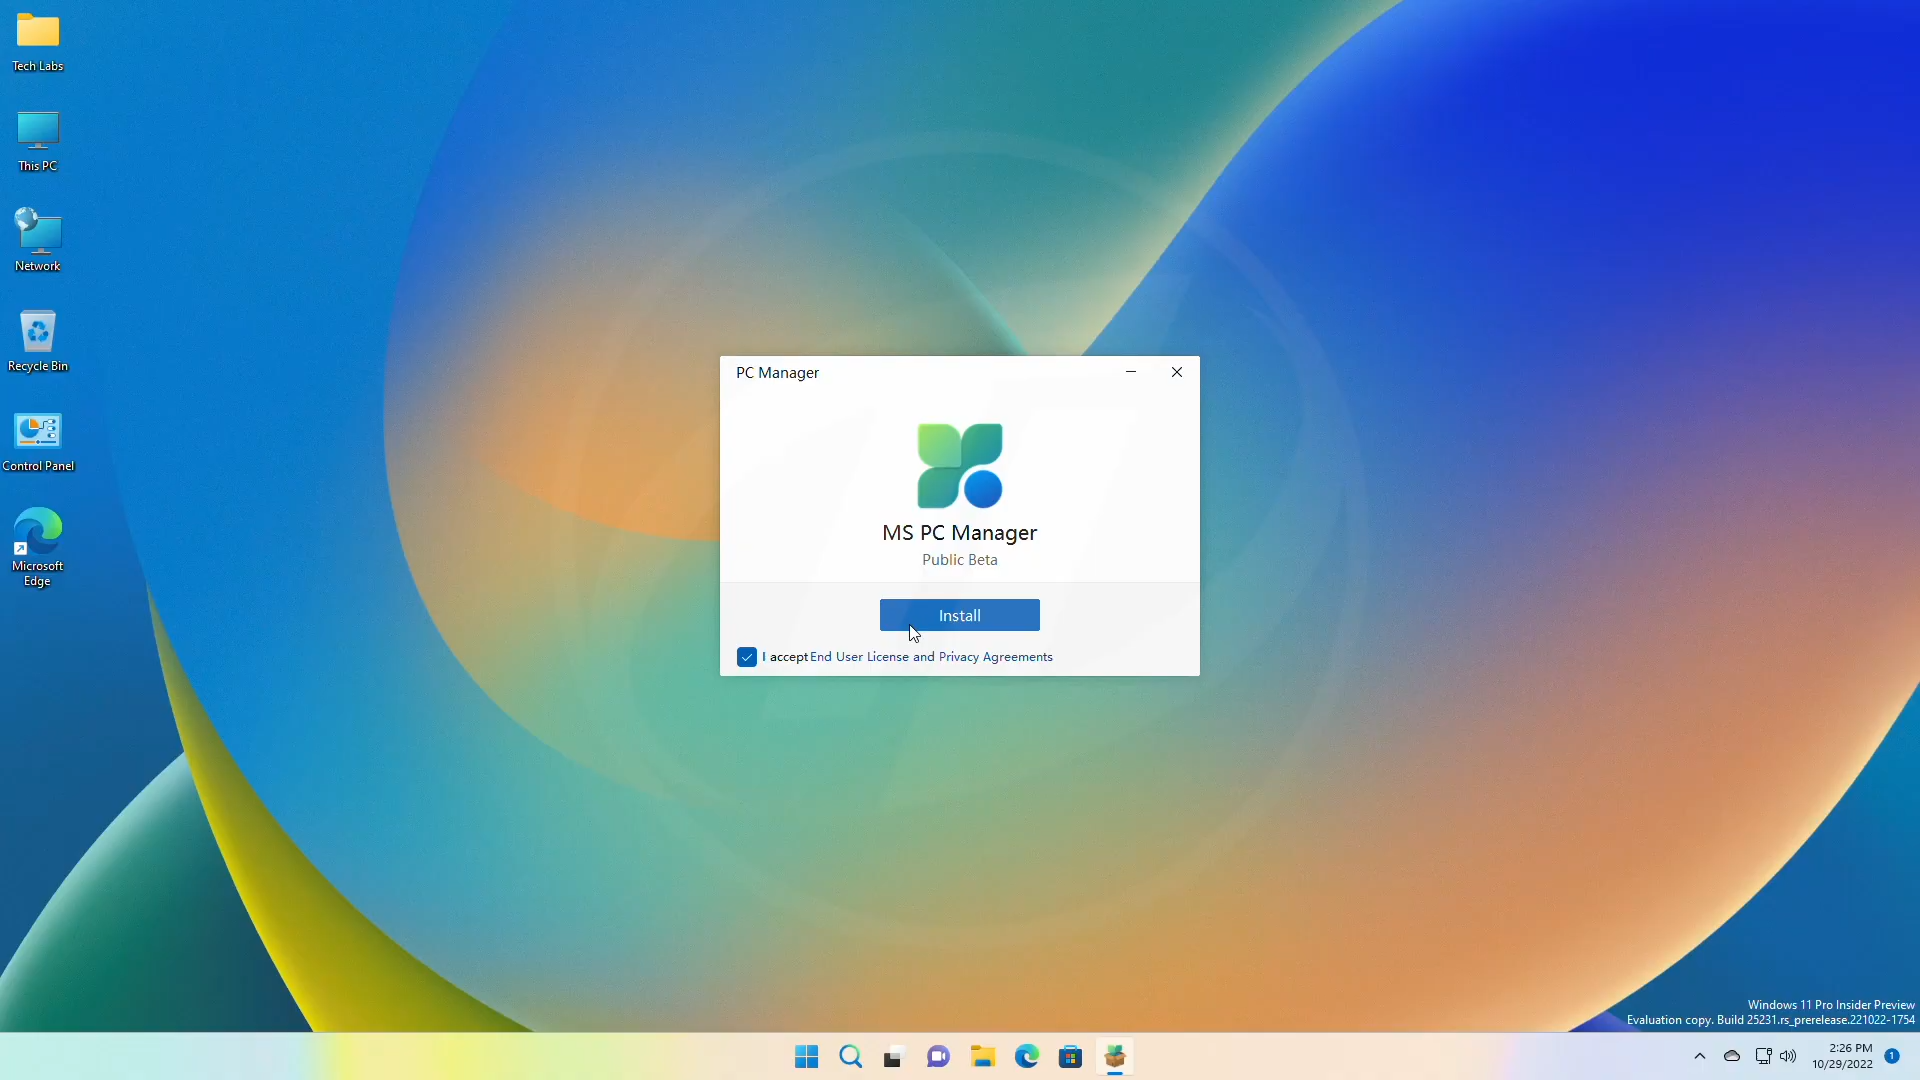 Tech Labs
This PC
Network
Recycle Bin
Control Panel
Microsoft
Edge
PC Manager
MS PC Manager
Public Beta
Install
I accept End User License and Privacy Agreements
Windows 11 Pro Insider Preview
Evaluation copy. Build 25231.rs_prerelease.221022-1754
2:26 PM
10/29/2022
1